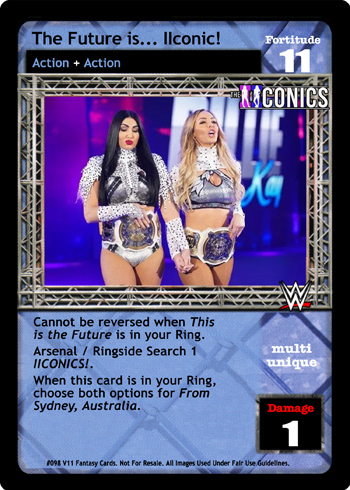 The Future is... IIconic!
Fortitude
11
Action + Action
THE IICONICS
Kay
W
Cannot be reversed when This
is the Future is in your Ring.
Arsenal / Ringside Search 1
IICONICS!.
When this card is in your Ring,
choose both options for From
Sydney, Australia.
multi
unique
Damage
1
#098 V11 Fantasy Cards. Not For Resale. All Images Used Under Fair Use Guidelines.